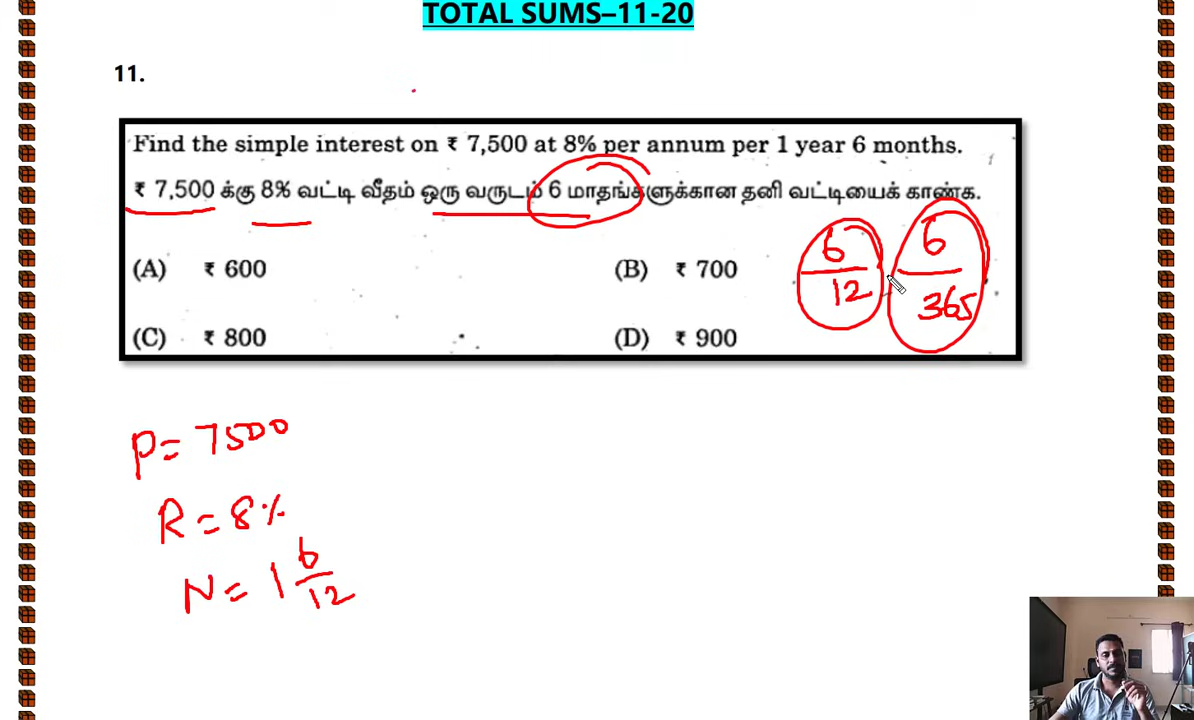 TOTAL SUMS–11-20
11.
Find the simple interest on ₹ 7,500 at 8% per annum per 1 year 6 months.
₹ 7,500 க்கு 8% வட்டி வீதம் ஒரு வருடம் 6 மாதங்களுக்கான தனி வட்டியைக் காண்க.
6/12 6/365
(A) ₹ 600 (B) ₹ 700
(C) ₹ 800 (D) ₹ 900
P= 7500
R= 8%
N= 1 6/12